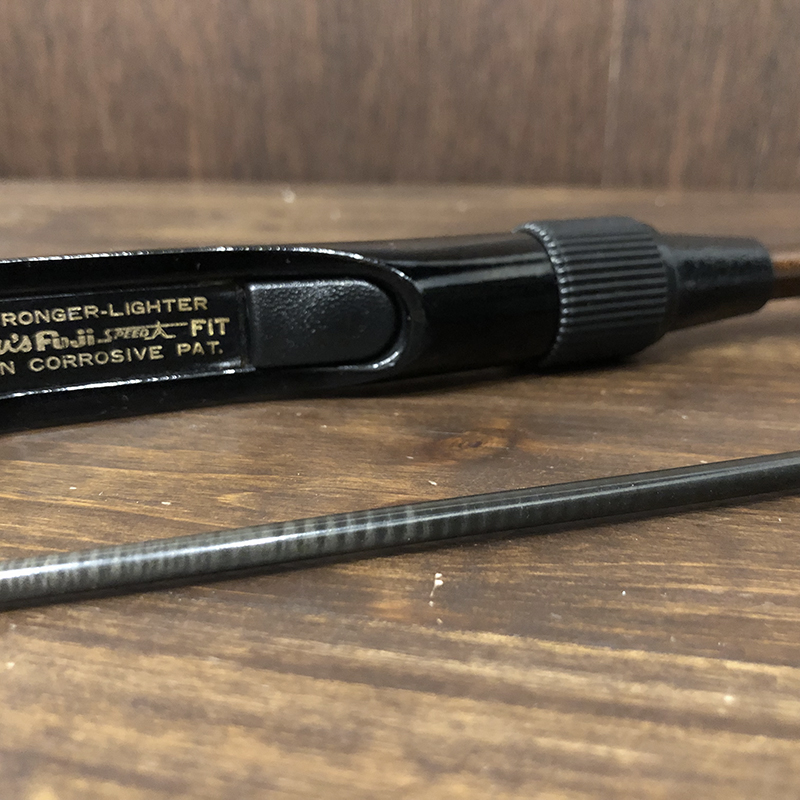 RONGER-LIGHTER
w's Fuji SPEED FIT
N CORROSIVE PAT.